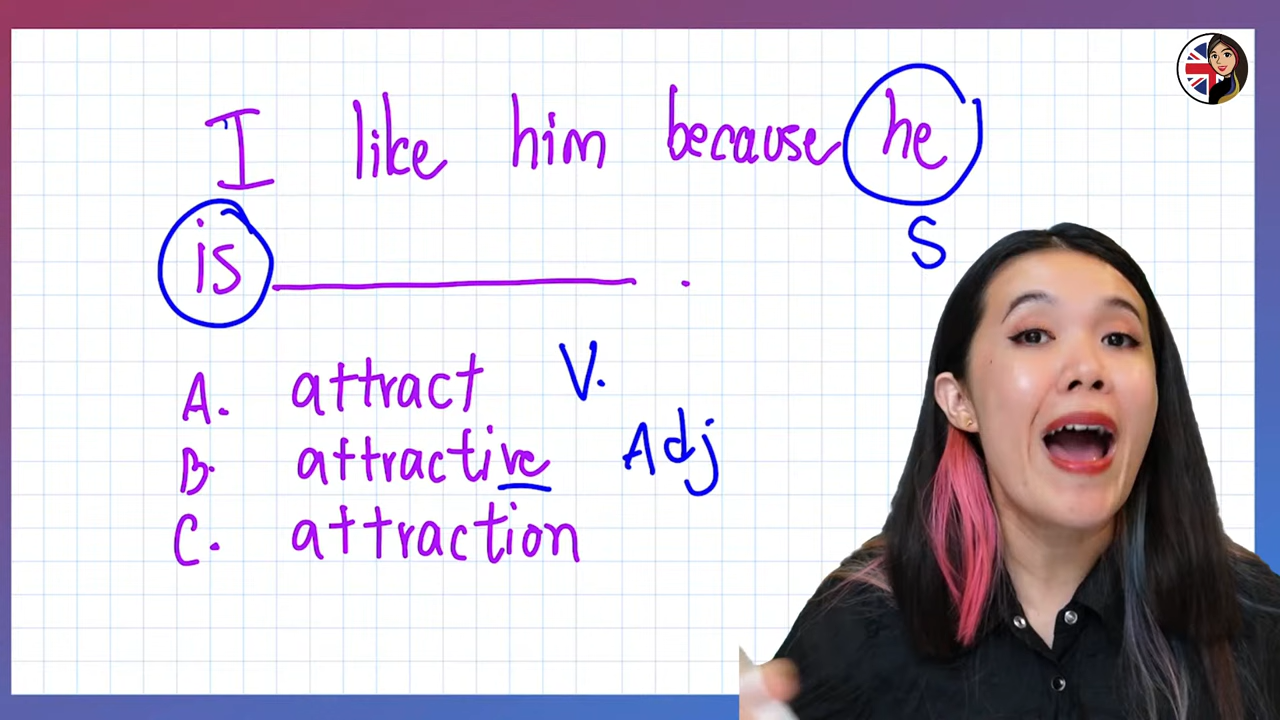 I like him because he
S
is ________ .
A. attract V.
B. attractive Adj
C. attraction